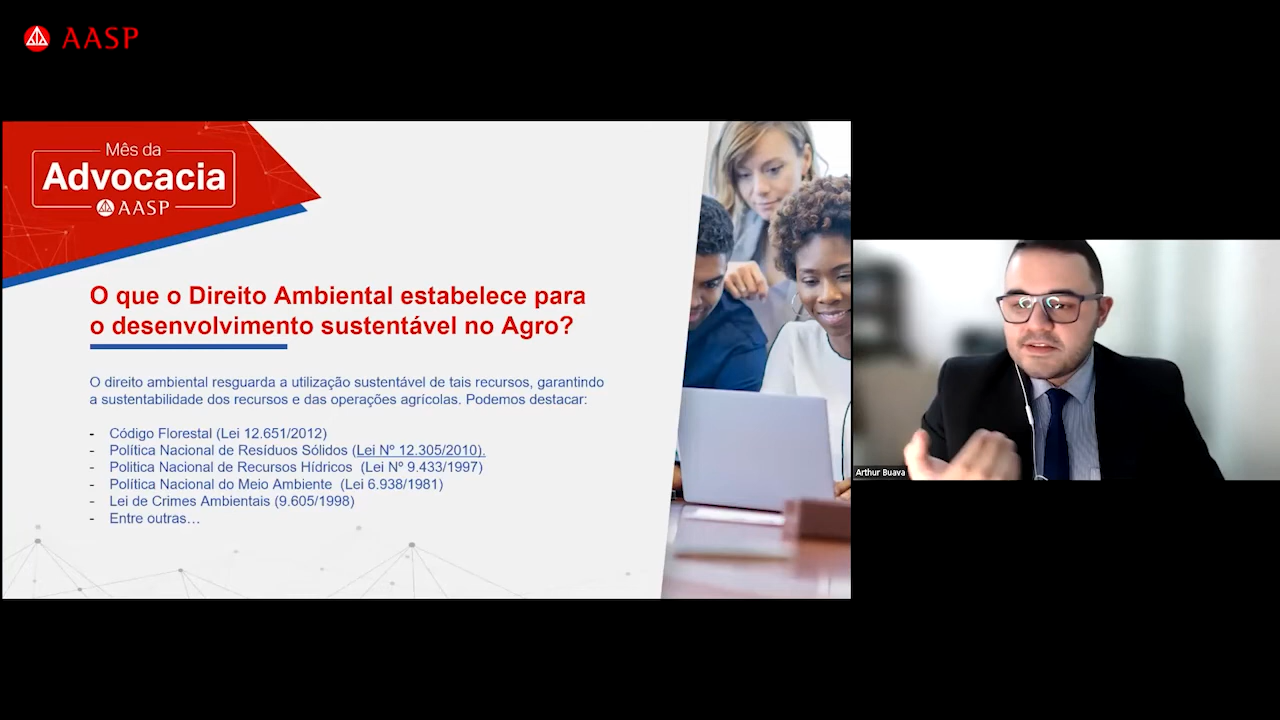 AASP
Mês da
Advocacia
AASP
O que o Direito Ambiental estabelece para
o desenvolvimento sustentável no Agro?
O direito ambiental resguarda a utilização sustentável de tais recursos, garantindo
a sustentabilidade dos recursos e das operações agrícolas. Podemos destacar:
- Código Florestal (Lei 12.651/2012)
- Política Nacional de Resíduos Sólidos (Lei Nº 12.305/2010).
- Politica Nacional de Recursos Hídricos (Lei Nº 9.433/1997)
- Política Nacional do Meio Ambiente (Lei 6.938/1981)
- Lei de Crimes Ambientais (9.605/1998)
- Entre outras…
Arthur Buava